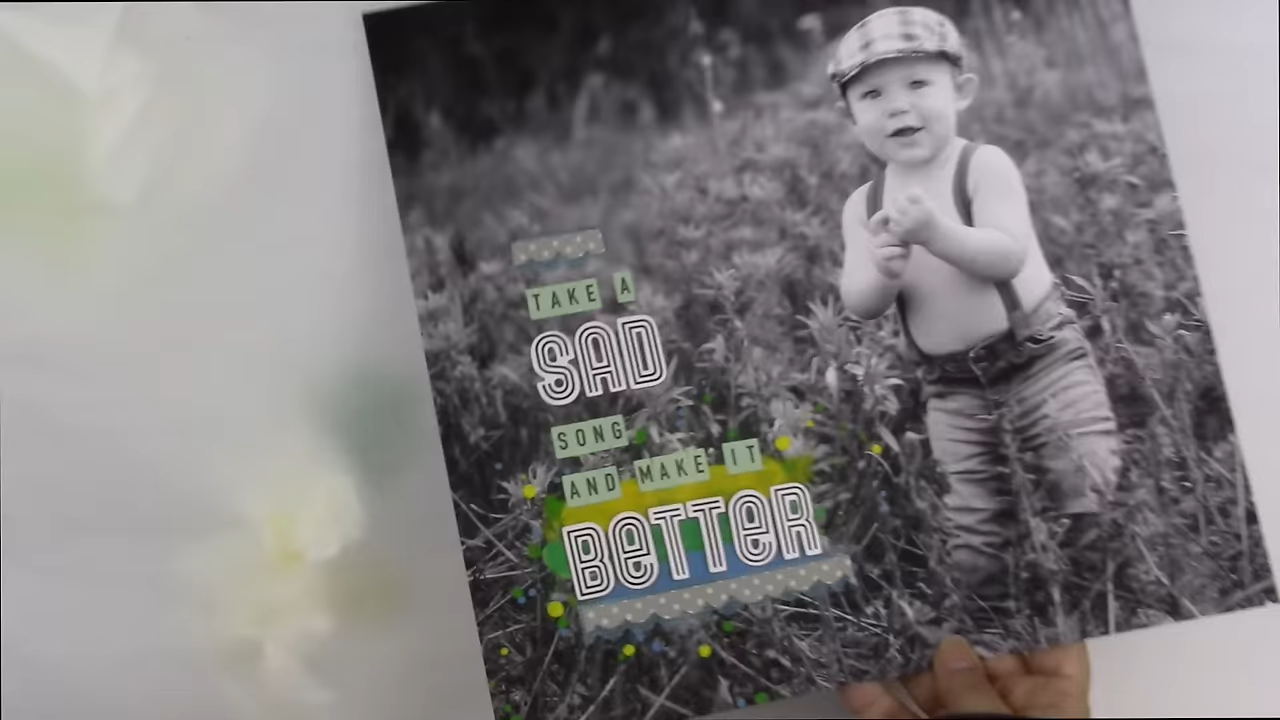 TAKE A
SAD
SONG
AND MAKE IT
BETTER